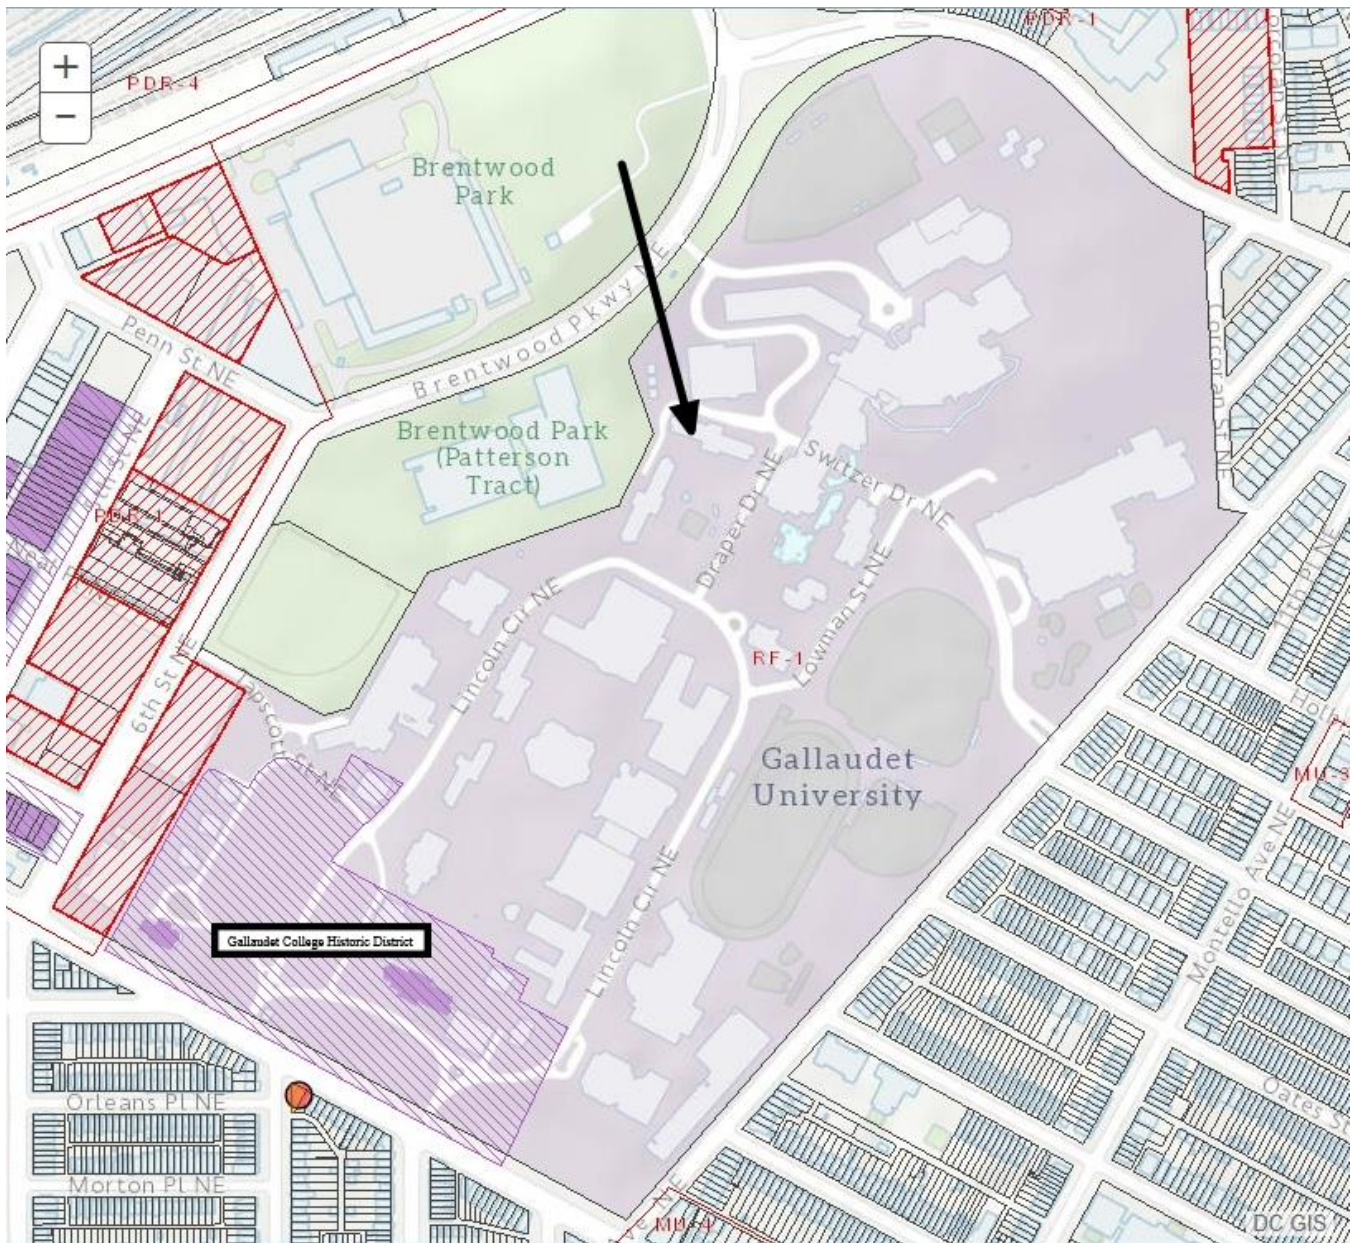 +
−
PDR-4
PDR-1
Brentwood
Park
Brentwood Pkwy NE
Penn St NE
Brentwood Park
(Patterson
Tract)
Switzer Dr NE
Draper Dr NE
Corcoran St NE
Lincoln Cir NE
Lowman St NE
RF-1
6th St NE
Gallaudet
University
MU-3
Montello Ave NE
Lincoln Cir NE
Gallaudet College Historic District
Orleans Pl NE
Morton Pl NE
Oates St
MU-4
DC GIS